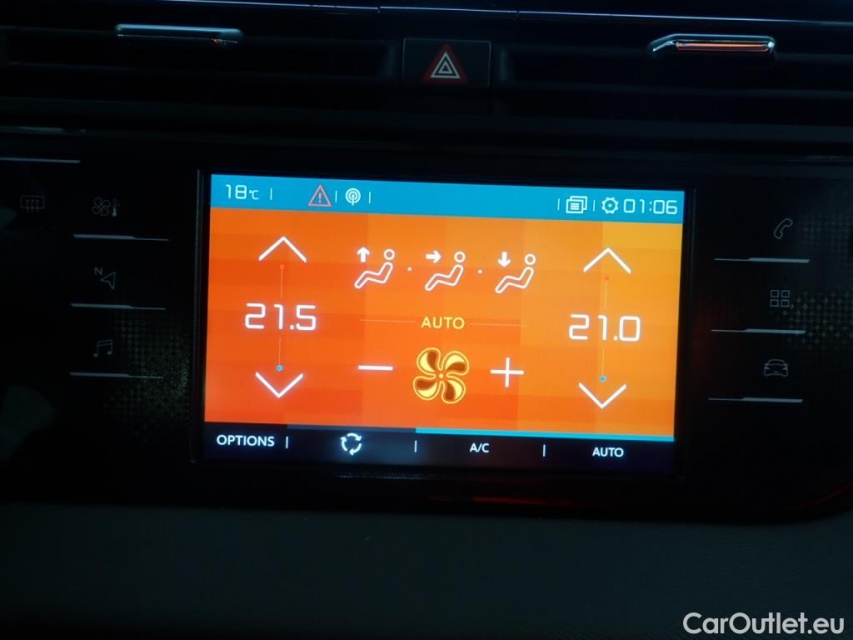 18°C
01:06
21.5
AUTO
21.0
OPTIONS
A/C
AUTO
N
CarOutlet.eu